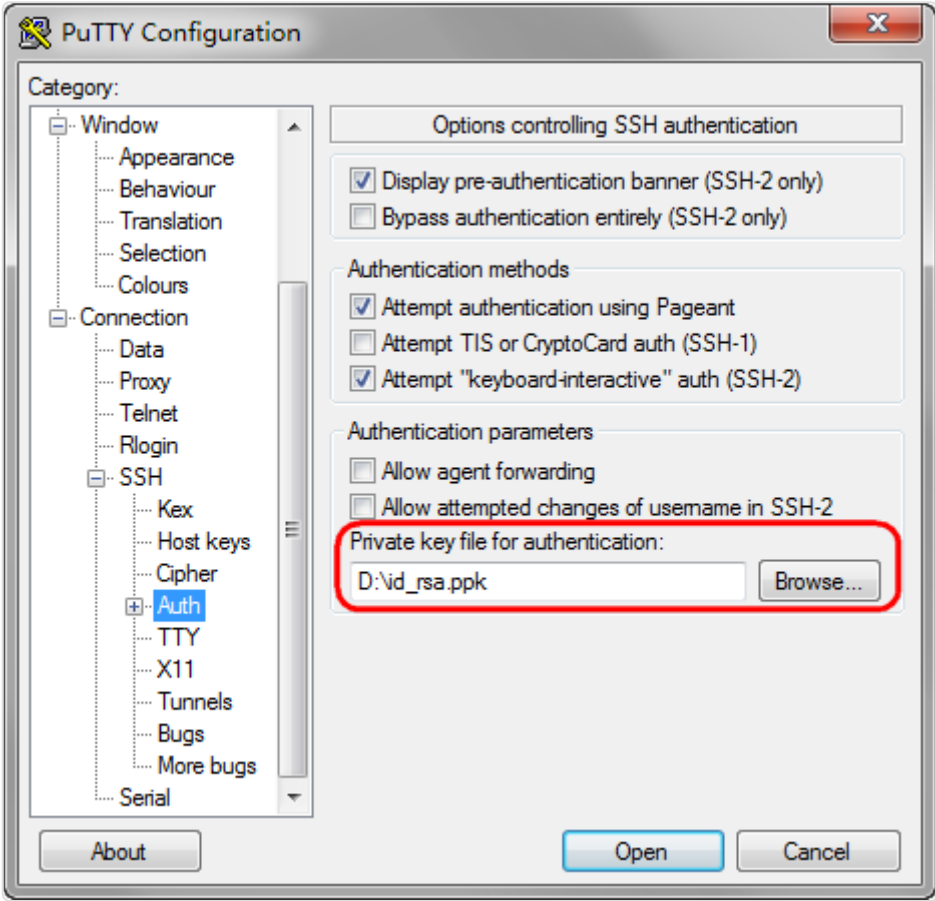 PuTTY Configuration
Category:
Window
Appearance
Behaviour
Translation
Selection
Colours
Connection
Data
Proxy
Telnet
Rlogin
SSH
Kex
Host keys
Cipher
Auth
TTY
X11
Tunnels
Bugs
More bugs
Serial
Options controlling SSH authentication
Display pre-authentication banner (SSH-2 only)
Bypass authentication entirely (SSH-2 only)
Authentication methods
Attempt authentication using Pageant
Attempt TIS or CryptoCard auth (SSH-1)
Attempt "keyboard-interactive" auth (SSH-2)
Authentication parameters
Allow agent forwarding
Allow attempted changes of username in SSH-2
Private key file for authentication:
D:\id_rsa.ppk
Browse...
About
Open
Cancel